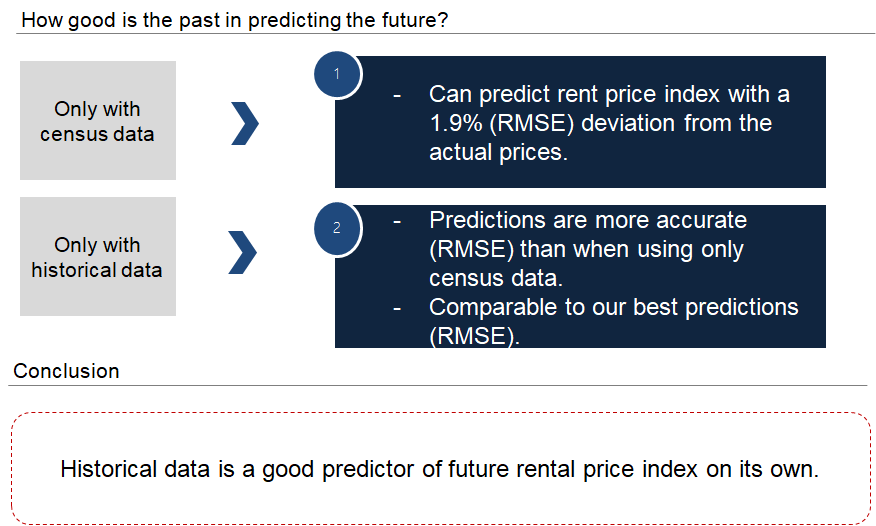 How good is the past in predicting the future?
Only with
census data
1
- Can predict rent price index with a
1.9% (RMSE) deviation from the
actual prices.
Only with
historical data
2
- Predictions are more accurate
(RMSE) than when using only
census data.
- Comparable to our best predictions
(RMSE).
Conclusion
Historical data is a good predictor of future rental price index on its own.